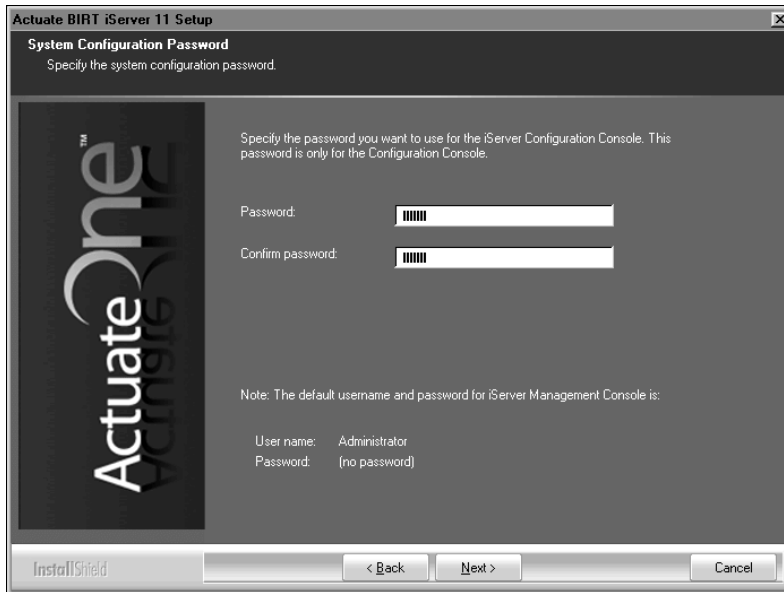 Actuate BIRT iServer 11 Setup
System Configuration Password
Specify the system configuration password.
ActuateOne™
Specify the password you want to use for the iServer Configuration Console. This
password is only for the Configuration Console.
Password:
Confirm password:
Note: The default username and password for iServer Management Console is:
User name: Administrator
Password: (no password)
InstallShield
< Back
Next >
Cancel